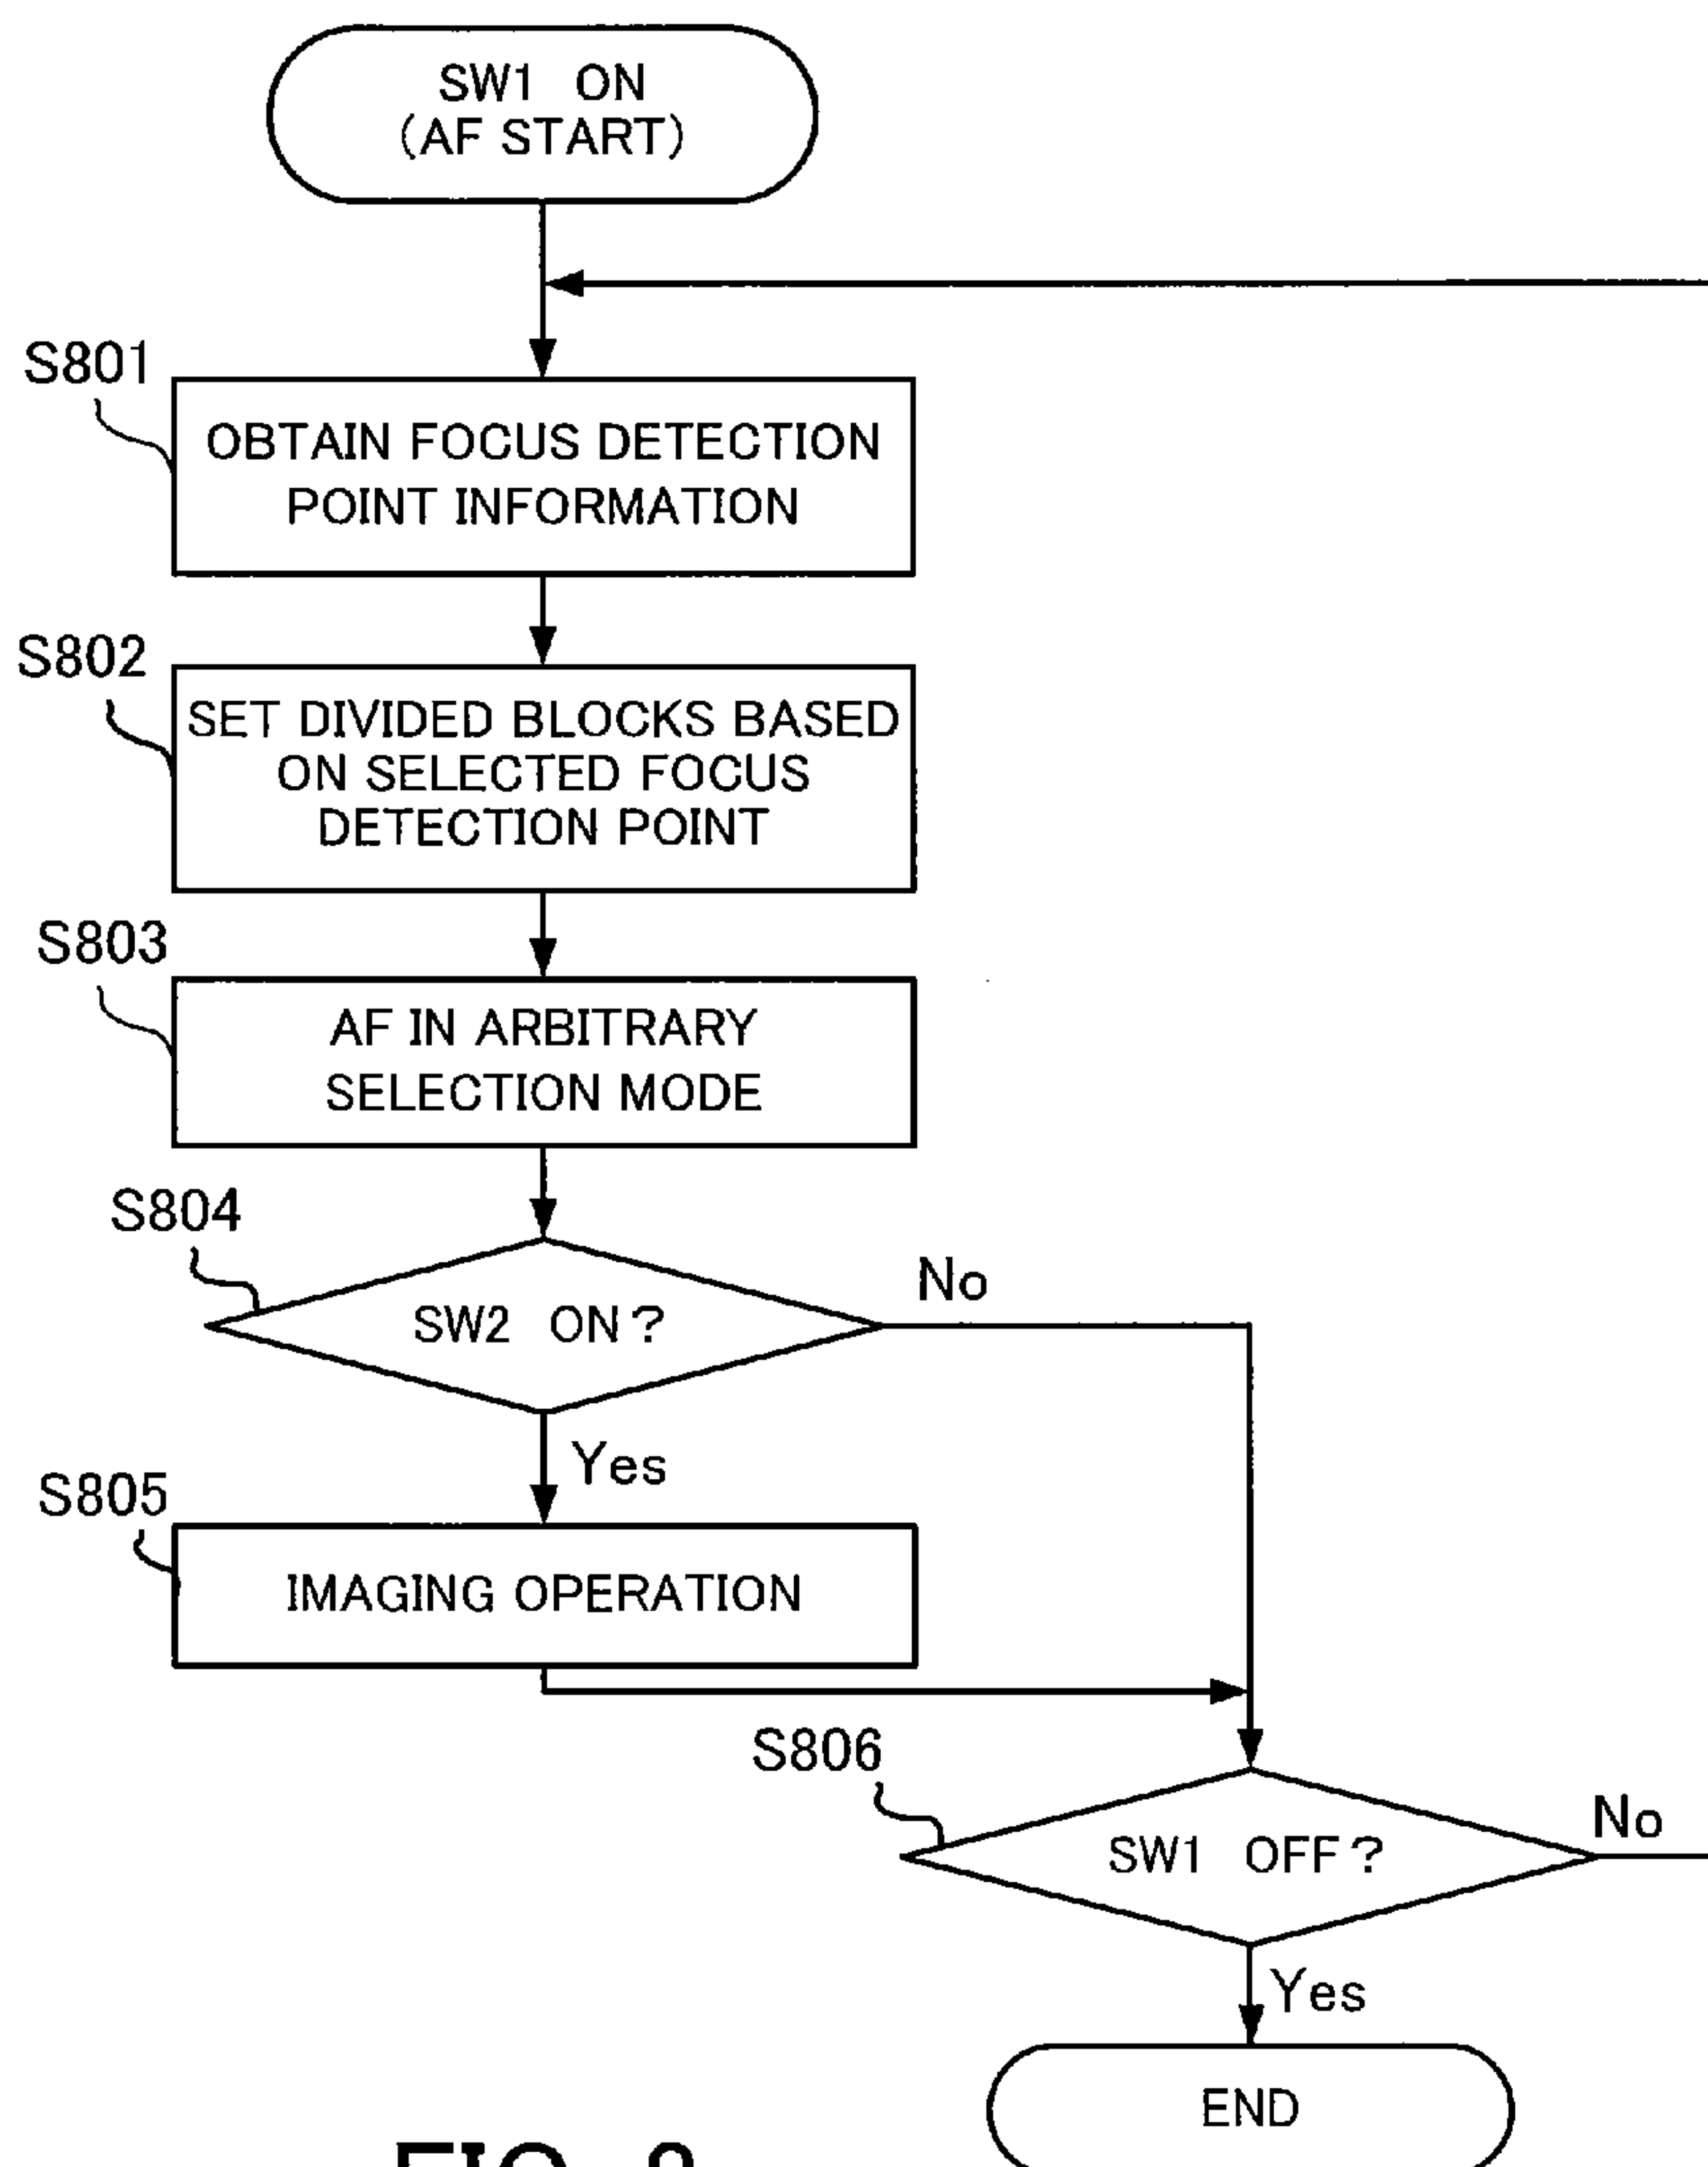 SW1 ON
(AF START)
S801
OBTAIN FOCUS DETECTION
POINT INFORMATION
S802
SET DIVIDED BLOCKS BASED
ON SELECTED FOCUS
DETECTION POINT
S803
AF IN ARBITRARY
SELECTION MODE
S804
SW2 ON?
No
Yes
S805
IMAGING OPERATION
S806
SW1 OFF?
No
Yes
END